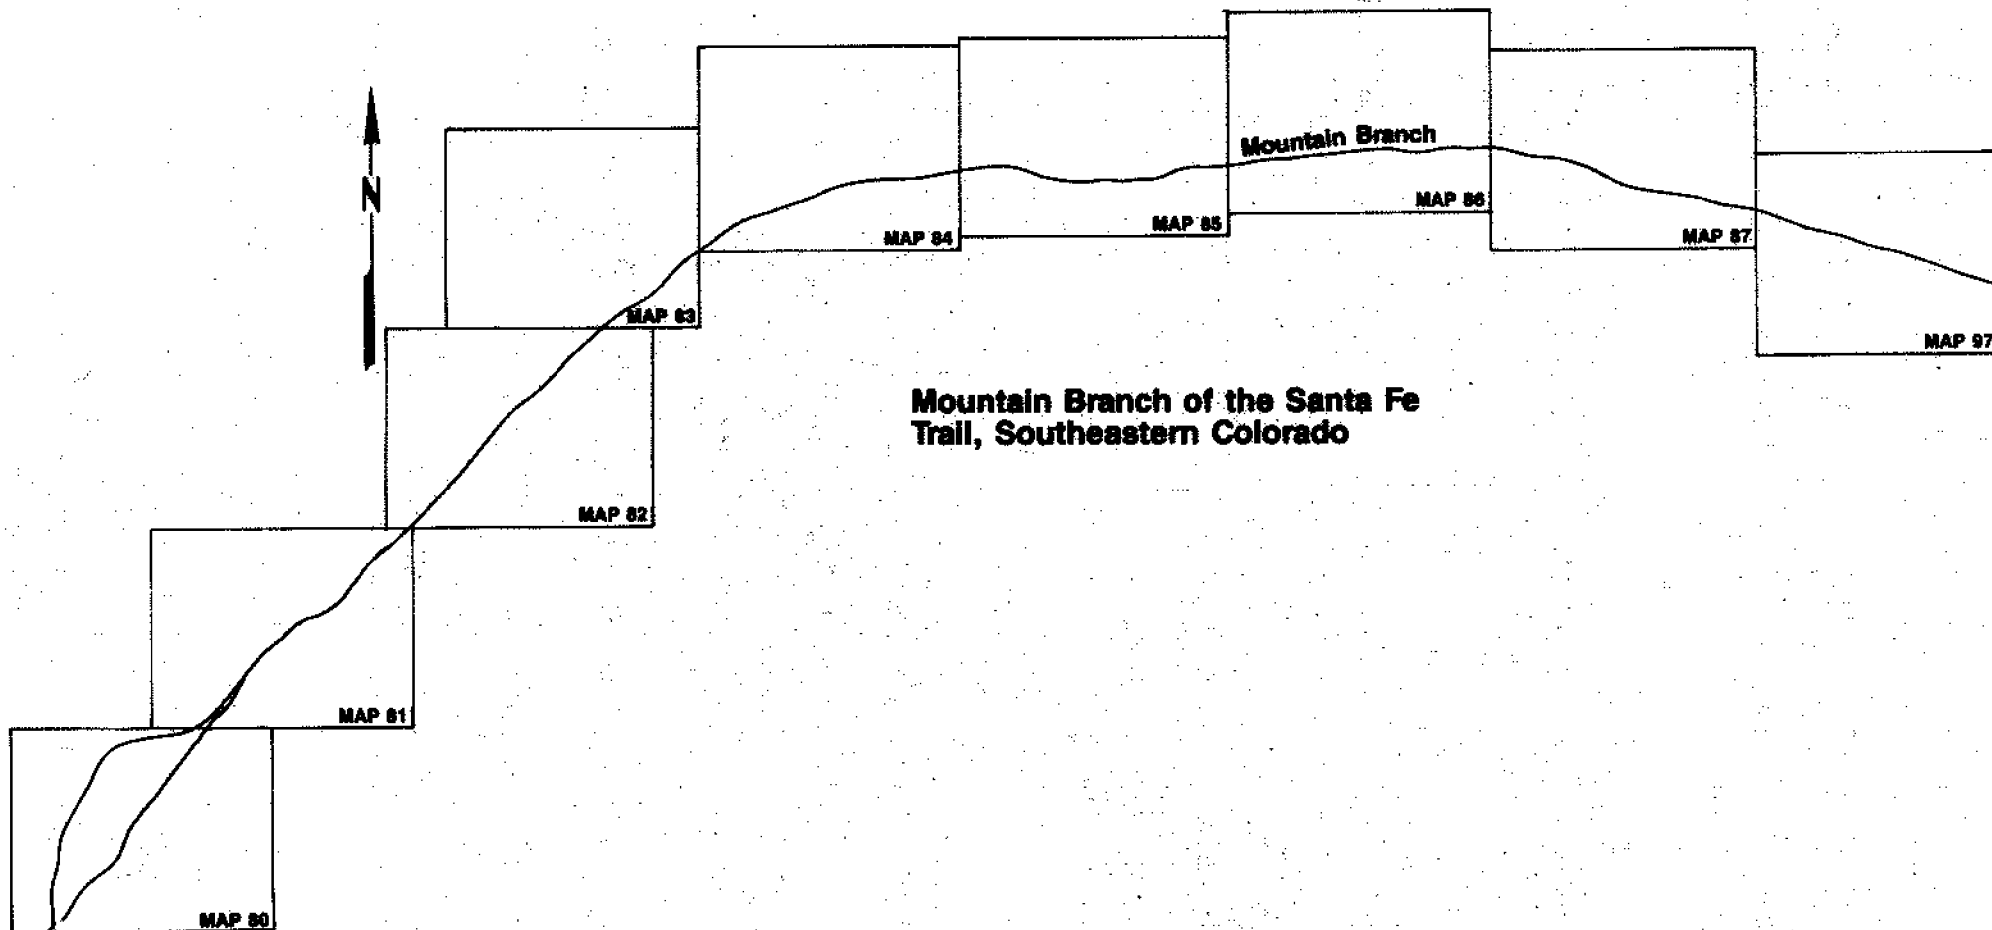 Mountain Branch
N
MAP 86
MAP 85
MAP 84
MAP 87
MAP 83
MAP 97
Mountain Branch of the Santa Fe
Trail, Southeastern Colorado
MAP 82
MAP 81
MAP 80